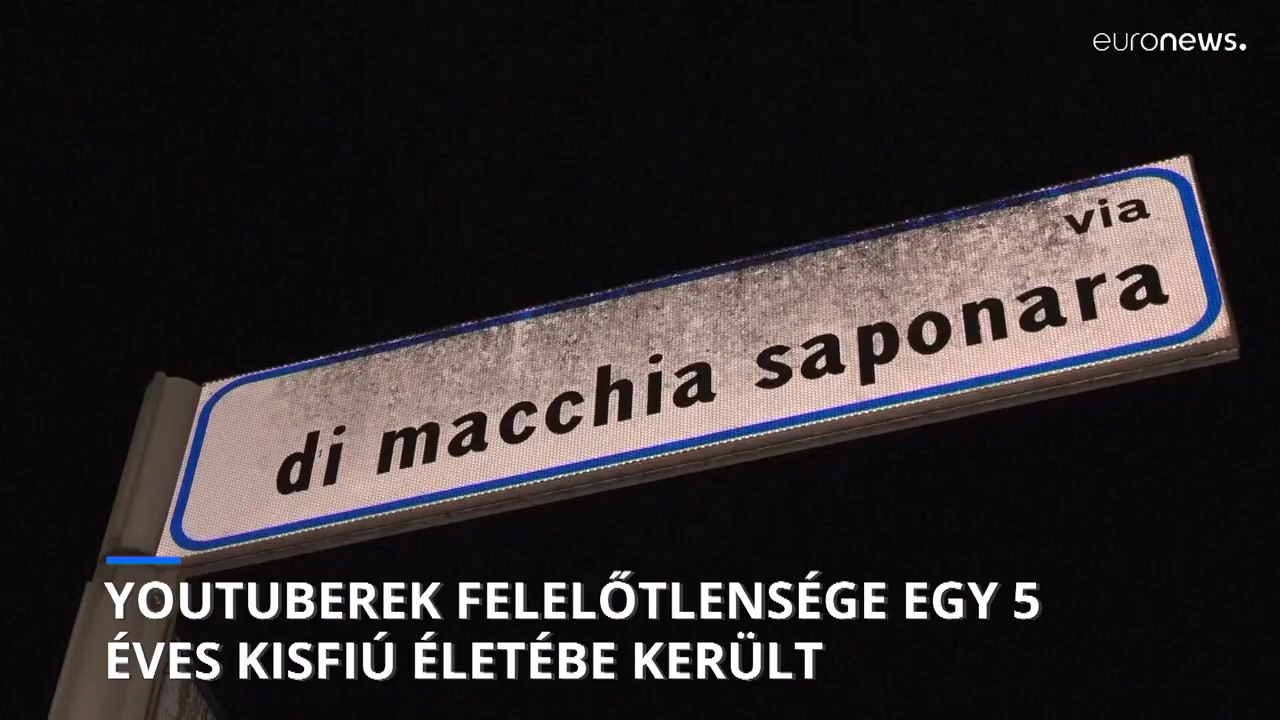 euronews.
via
di macchia saponara
YOUTUBEREK FELELŐTLENSÉGE EGY 5
ÉVES KISFIÚ ÉLETÉBE KERÜLT